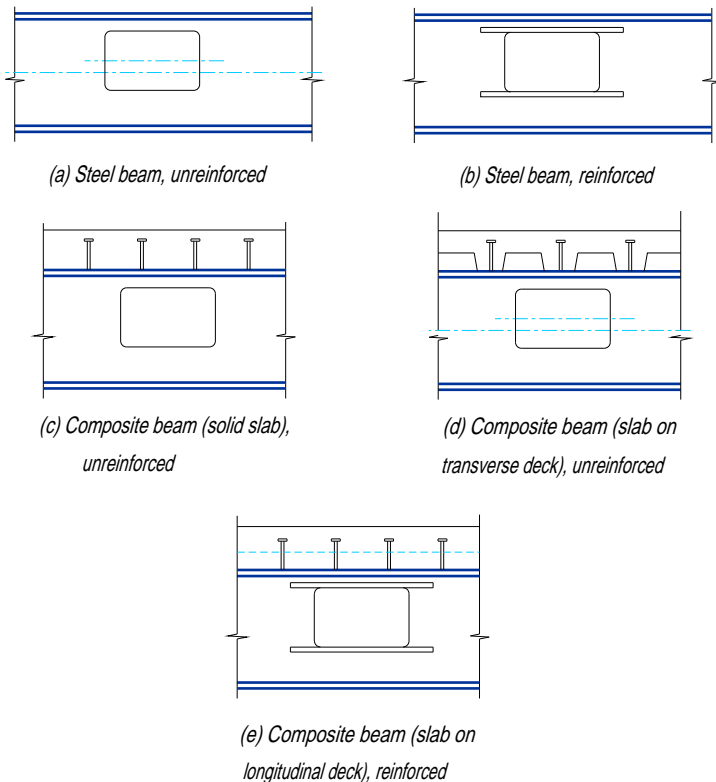 (a) Steel beam, unreinforced
(b) Steel beam, reinforced
(c) Composite beam (solid slab),
unreinforced
(d) Composite beam (slab on
transverse deck), unreinforced
(e) Composite beam (slab on
longitudinal deck), reinforced